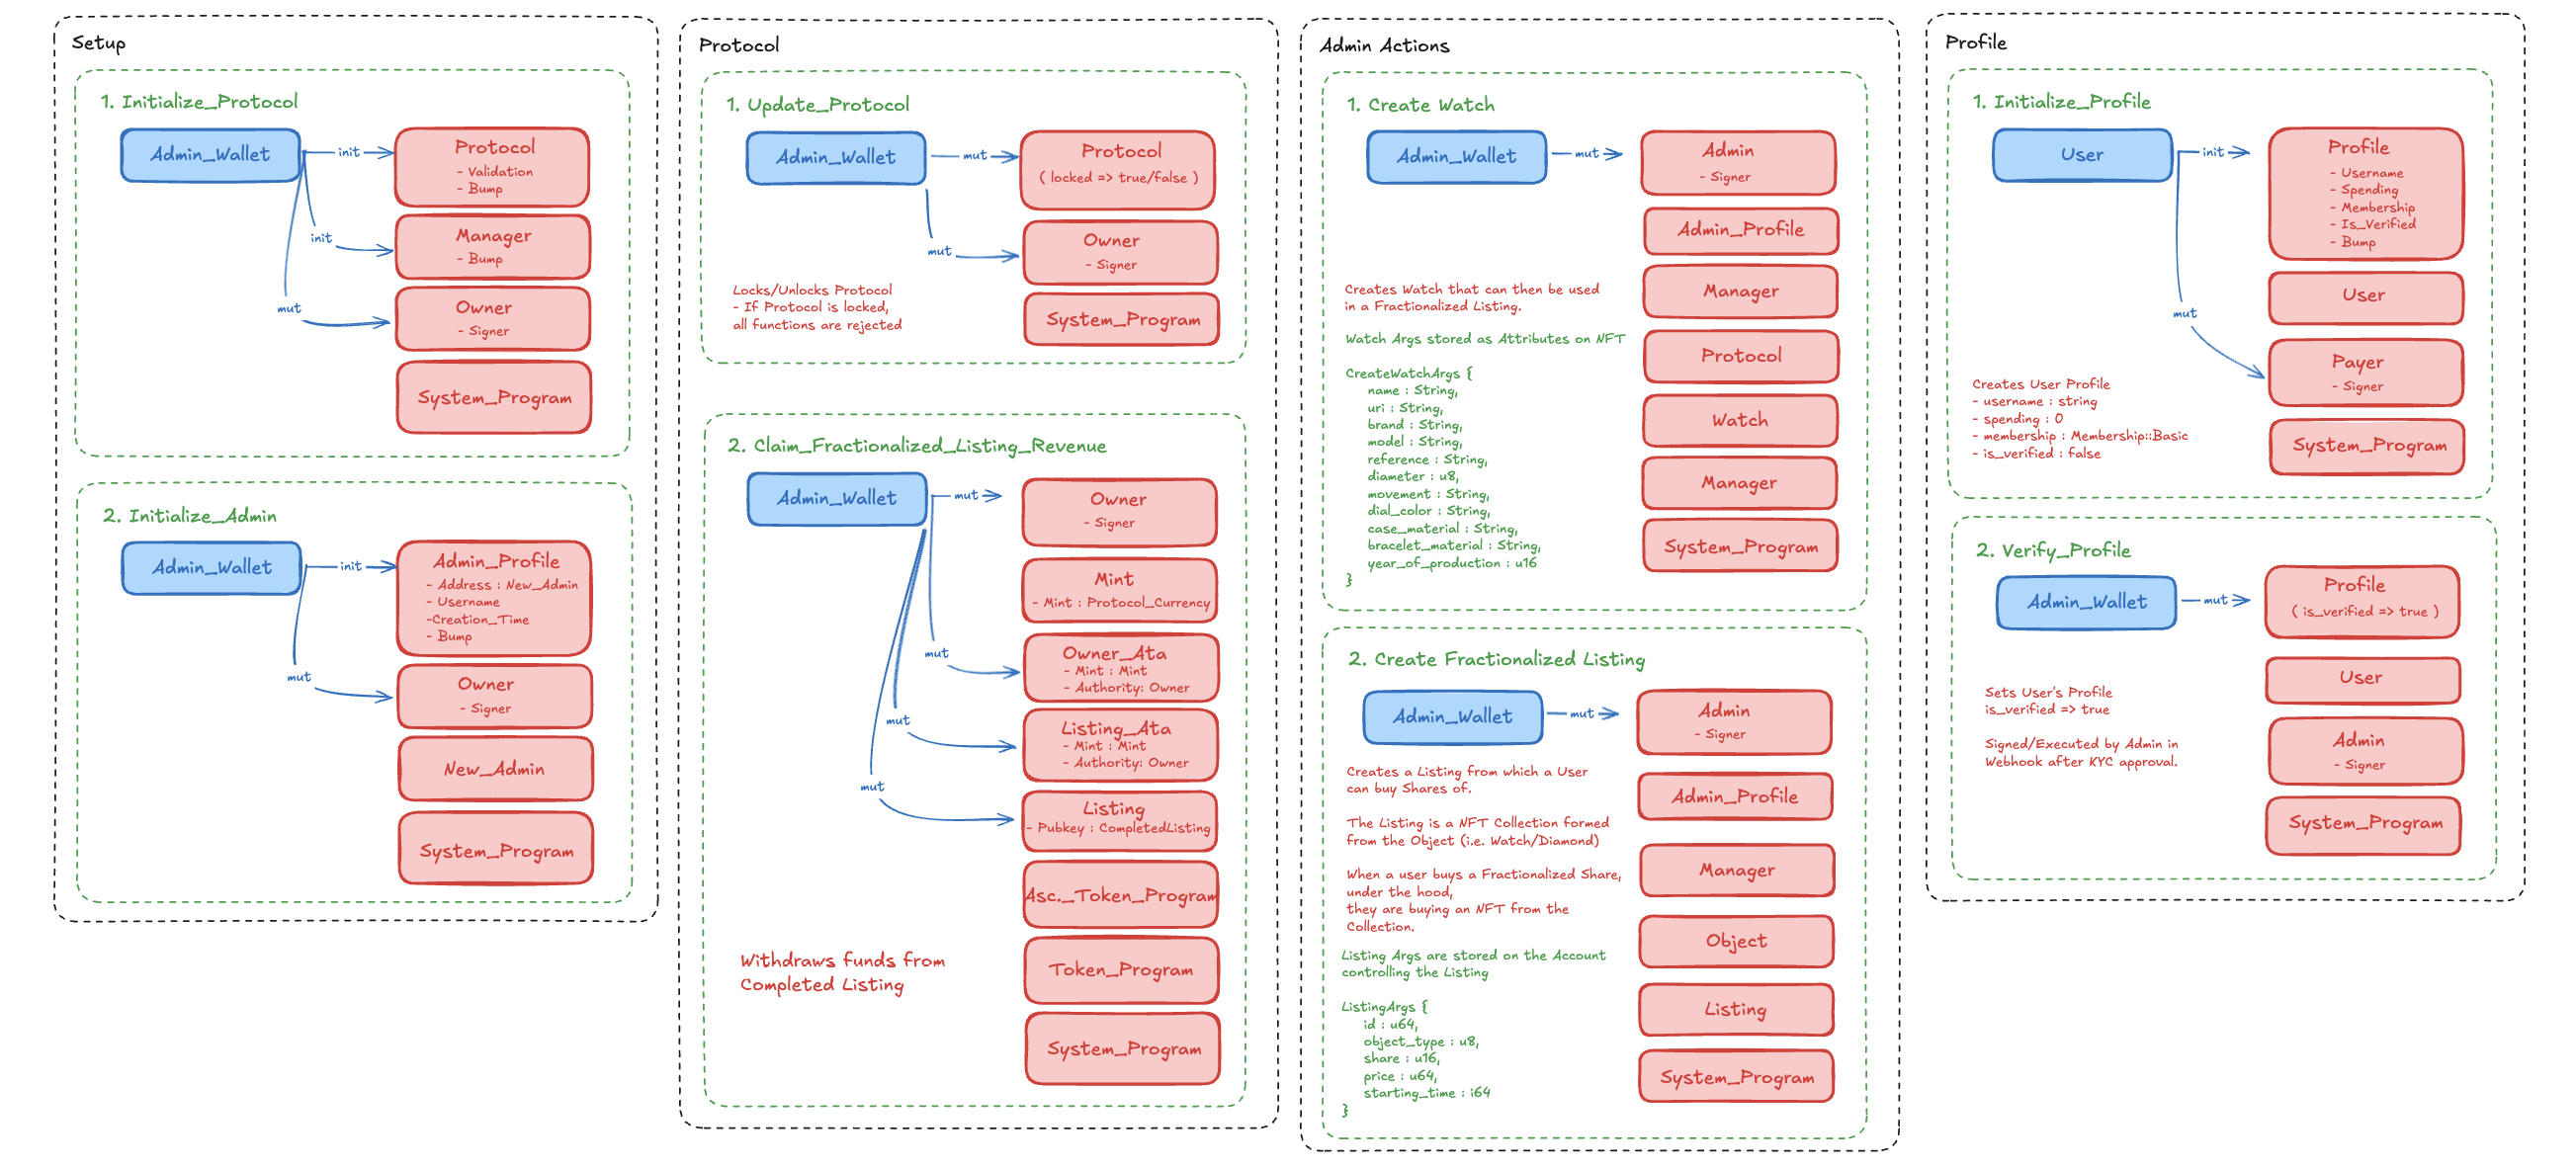 Setup
1. Initialize_Protocol
Admin_Wallet
init
Protocol
- Validation
- Bump
init
Manager
- Bump
mut
Owner
- Signer
System_Program
2. Initialize_Admin
Admin_Wallet
init
Admin_Profile
- Address : New_Admin
- Username
-Creation_Time
- Bump
mut
Owner
- Signer
New_Admin
System_Program
Protocol
1. Update_Protocol
Admin_Wallet
mut
Protocol
( locked => true/false )
mut
Owner
- Signer
System_Program
Locks/Unlocks Protocol
- If Protocol is locked,
all functions are rejected
2. Claim_Fractionalized_Listing_Revenue
Admin_Wallet
mut
Owner
- Signer
Mint
- Mint : Protocol_Currency
mut
Owner_Ata
- Mint : Mint
- Authority: Owner
mut
Listing_Ata
- Mint : Mint
- Authority: Owner
mut
Listing
- Pubkey : CompletedListing
Asc._Token_Program
Token_Program
System_Program
Withdraws funds from
Completed Listing
Admin Actions
1. Create Watch
Admin_Wallet
mut
Admin
- Signer
Admin_Profile
Manager
Protocol
Watch
Manager
System_Program
Creates Watch that can then be used
in a Fractionalized Listing.
Watch Args stored as Attributes on NFT
CreateWatchArgs {
name : String,
uri : String,
brand : String,
model : String,
reference : String,
diameter : u8,
movement : String,
dial_color : String,
case_material : String,
bracelet_material : String,
year_of_production : u16
}
2. Create Fractionalized Listing
Admin_Wallet
mut
Admin
- Signer
Admin_Profile
Manager
Object
Listing
System_Program
Creates a Listing from which a User
can buy Shares of.
The Listing is a NFT Collection formed
from the Object (i.e. Watch/Diamond)
When a user buys a Fractionalized Share,
under the hood,
they are buying an NFT from the
Collection.
Listing Args are stored on the Account
controlling the Listing
ListingArgs {
id : u64,
object_type : u8,
share : u16,
price : u64,
starting_time : i64
}
Profile
1. Initialize_Profile
User
init
Profile
- Username
- Spending
- Membership
- Is_Verified
- Bump
User
mut
Payer
- Signer
System_Program
Creates User Profile
- username : string
- spending : 0
- membership : Membership::Basic
- is_verified : false
2. Verify_Profile
Admin_Wallet
mut
Profile
( is_verified => true )
User
Admin
- Signer
System_Program
Sets User's Profile
is_verified => true
Signed/Executed by Admin in
Webhook after KYC approval.